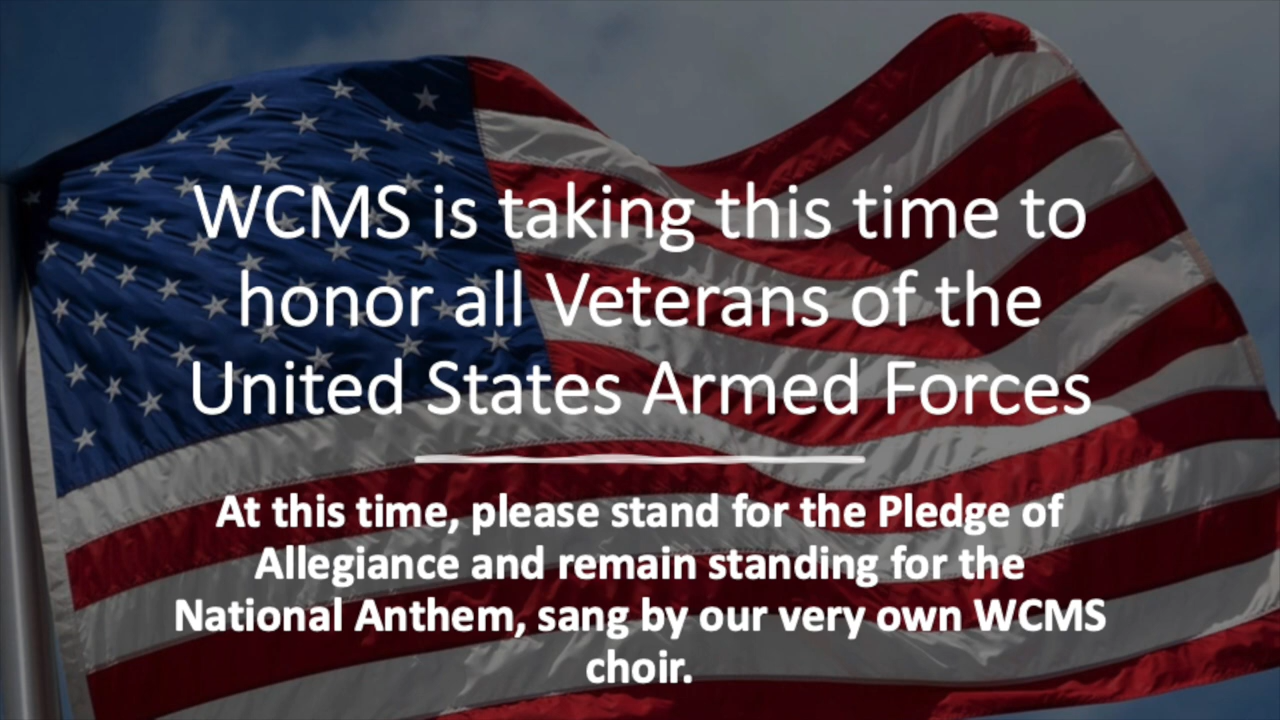 WCMS is taking this time to
honor all Veterans of the
United States Armed Forces
At this time, please stand for the Pledge of
Allegiance and remain standing for the
National Anthem, sang by our very own WCMS
choir.